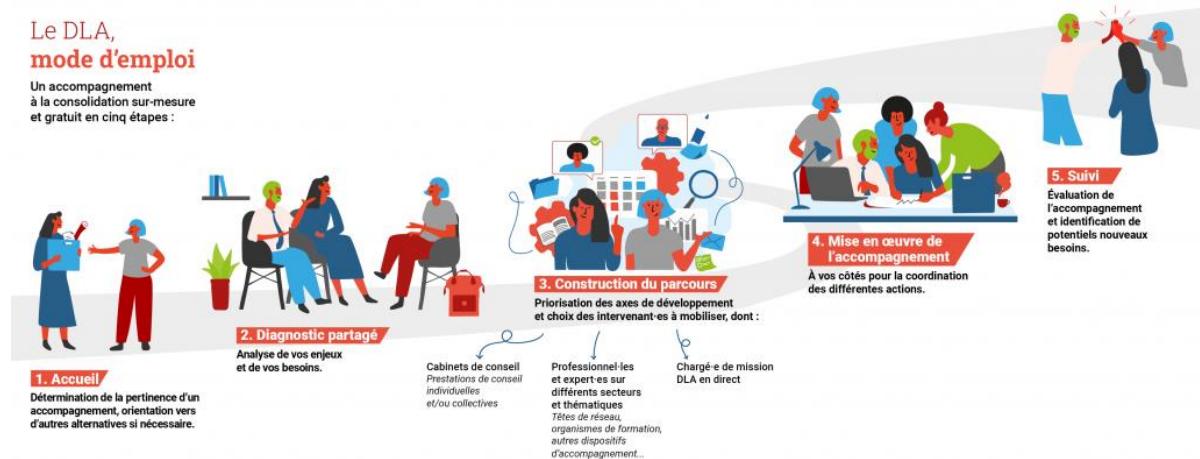 Le DLA,
mode d'emploi
Un accompagnement
à la consolidation sur-mesure
et gratuit en cinq étapes :
1. Accueil
Détermination de la pertinence d'un
accompagnement, orientation vers
d'autres alternatives si nécessaire.
2. Diagnostic partagé
Analyse de vos enjeux
et de vos besoins.
3. Construction du parcours
Priorisation des axes de développement
et choix des intervenant·es à mobiliser, dont :
Cabinets de conseil
Prestations de conseil
individuelles
et/ou collectives
Professionnel·les
et expert·es sur
différents secteurs
et thématiques
Têtes de réseau,
organismes de formation,
autres dispositifs
d'accompagnement...
Chargé·e de mission
DLA en direct
4. Mise en œuvre de
l'accompagnement
À vos côtés pour la coordination
des différentes actions.
5. Suivi
Évaluation de
l'accompagnement
et identification de
potentiels nouveaux
besoins.